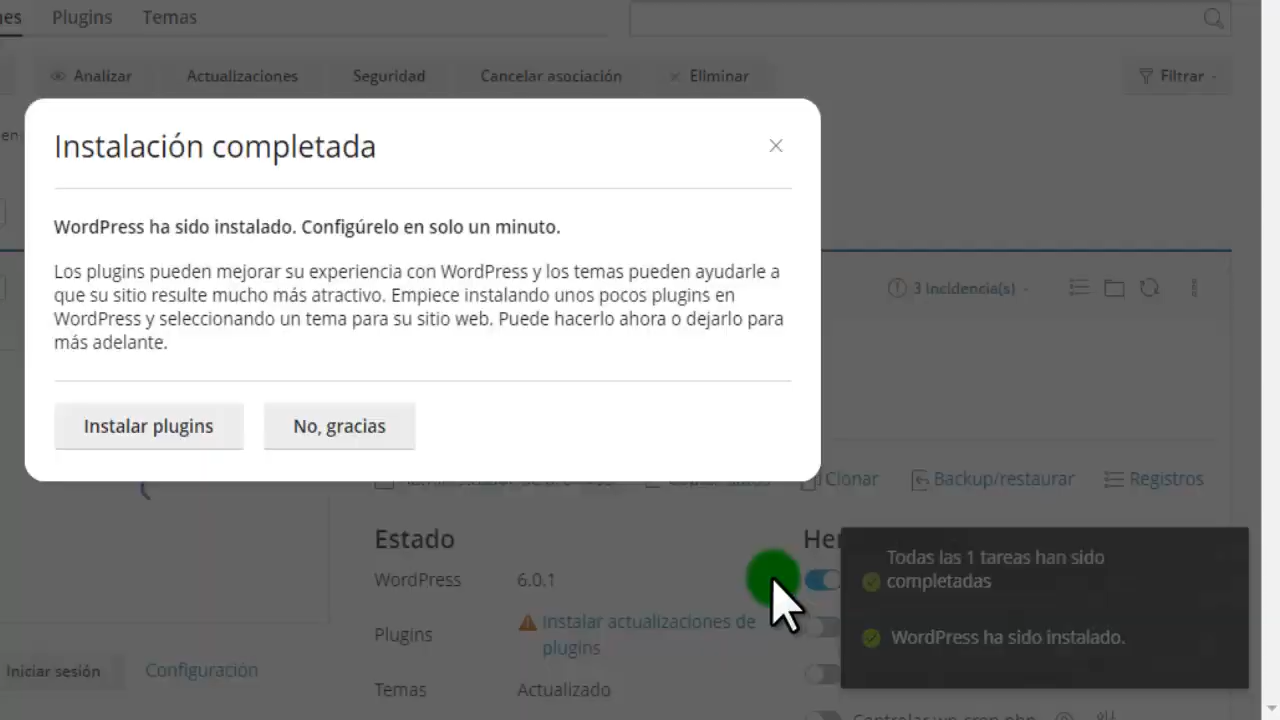 nes Plugins Temas
Analizar Actualizaciones Seguridad Cancelar asociación Eliminar Filtrar
en
Instalación completada
WordPress ha sido instalado. Configúrelo en solo un minuto.
Los plugins pueden mejorar su experiencia con WordPress y los temas pueden ayudarle a
que su sitio resulte mucho más atractivo. Empiece instalando unos pocos plugins en
WordPress y seleccionando un tema para su sitio web. Puede hacerlo ahora o dejarlo para
más adelante.
Instalar plugins No, gracias
3 Incidencia(s)
Clonar Backup/restaurar Registros
Estado
WordPress 6.0.1
Plugins Instalar actualizaciones de
plugins
Temas Actualizado
Iniciar sesión Configuración
Her
Todas las 1 tareas han sido
completadas
WordPress ha sido instalado.